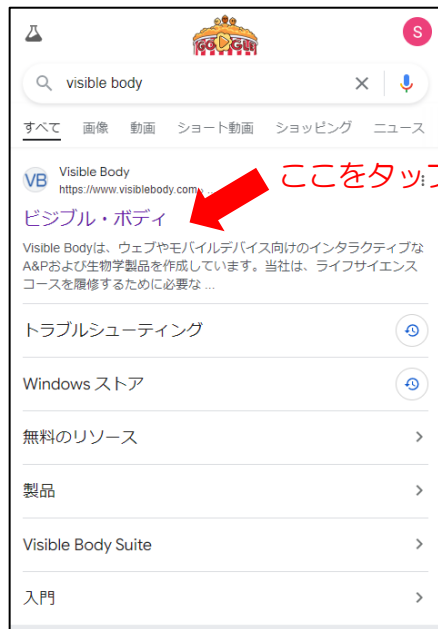 GO GLE
S
visible body
すべて 画像 動画 ショート動画 ショッピング ニュース
VB Visible Body
https://www.visiblebody.com › ...
ここをタップ
ビジブル・ボディ
Visible Bodyは、ウェブやモバイルデバイス向けのインタラクティブな
A&Pおよび生物学製品を作成しています。当社は、ライフサイエンス
コースを履修するために必要な ...
トラブルシューティング
Windows ストア
無料のリソース
製品
Visible Body Suite
入門